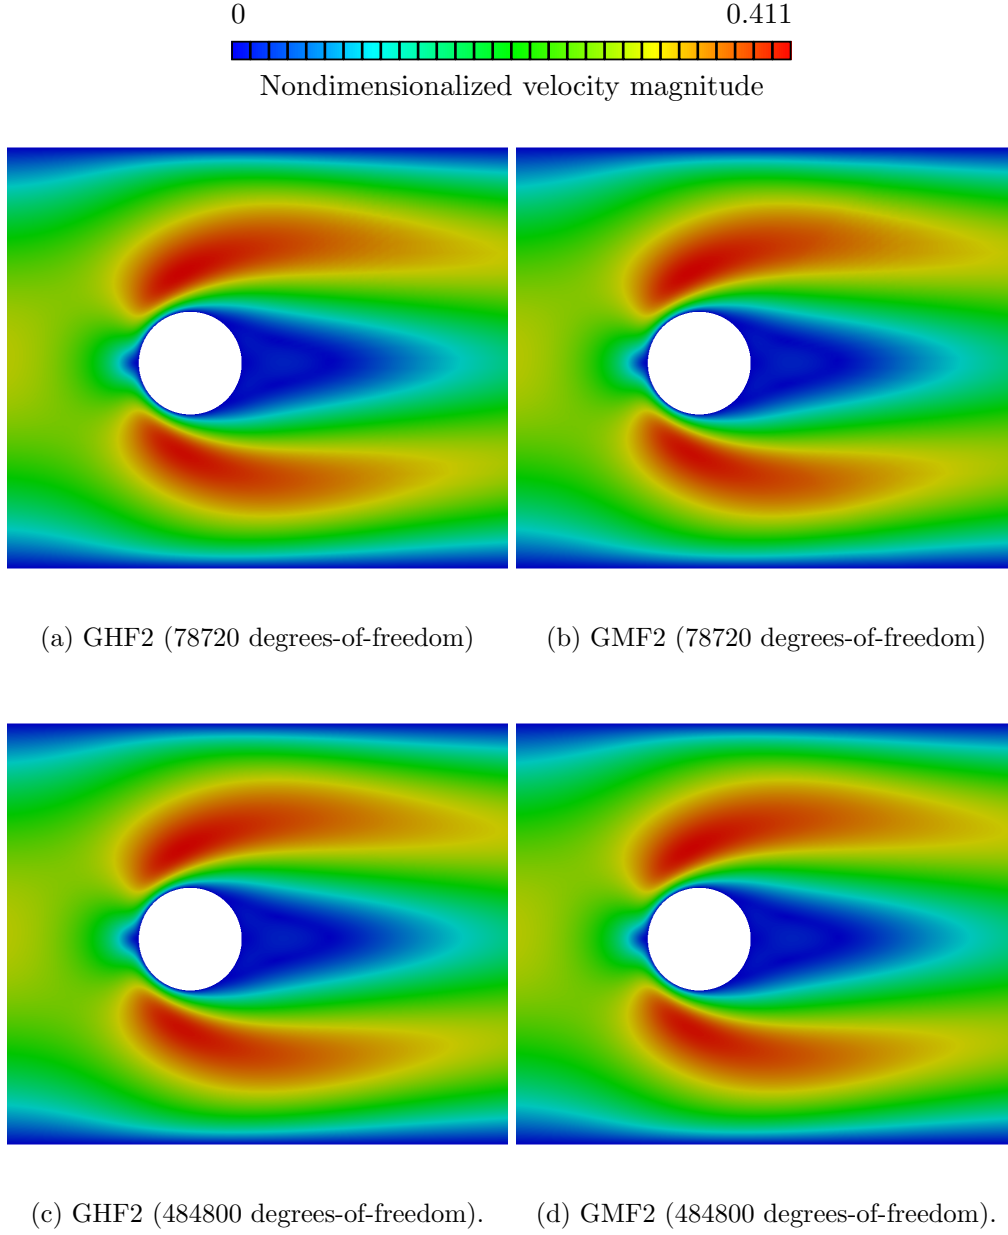 0 0.411
Nondimensionalized velocity magnitude
(a) GHF2 (78720 degrees-of-freedom)
(b) GMF2 (78720 degrees-of-freedom)
(c) GHF2 (484800 degrees-of-freedom).
(d) GMF2 (484800 degrees-of-freedom).